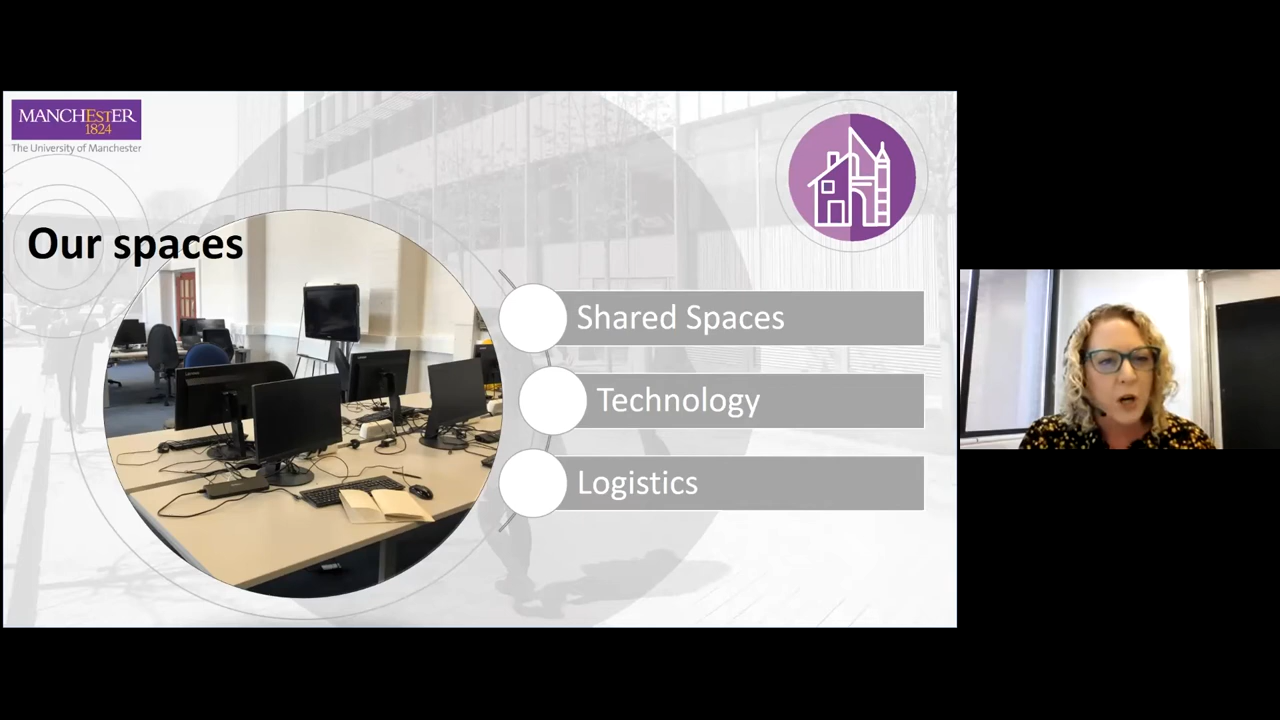 MANCHEstER
1824
The University of Manchester
Our spaces
Shared Spaces
Technology
Logistics